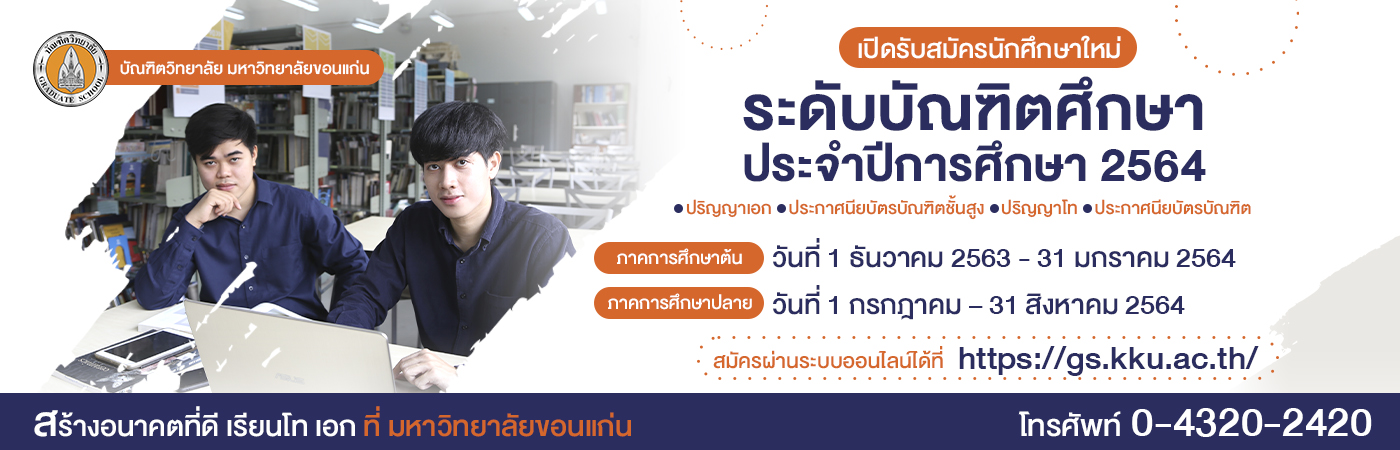 บัณฑิตวิทยาลัย
GRADUATE SCHOOL
บัณฑิตวิทยาลัย มหาวิทยาลัยขอนแก่น
เปิดรับสมัครนักศึกษาใหม่
ระดับบัณฑิตศึกษา
ประจำปีการศึกษา 2564
•ปริญญาเอก •ประกาศนียบัตรบัณฑิตชั้นสูง •ปริญญาโท •ประกาศนียบัตรบัณฑิต
ภาคการศึกษาต้น วันที่ 1 ธันวาคม 2563 - 31 มกราคม 2564
ภาคการศึกษาปลาย วันที่ 1 กรกฎาคม – 31 สิงหาคม 2564
สมัครผ่านระบบออนไลน์ได้ที่ https://gs.kku.ac.th/
สร้างอนาคตที่ดี เรียนโท เอก ที่ มหาวิทยาลัยขอนแก่น
โทรศัพท์ 0-4320-2420